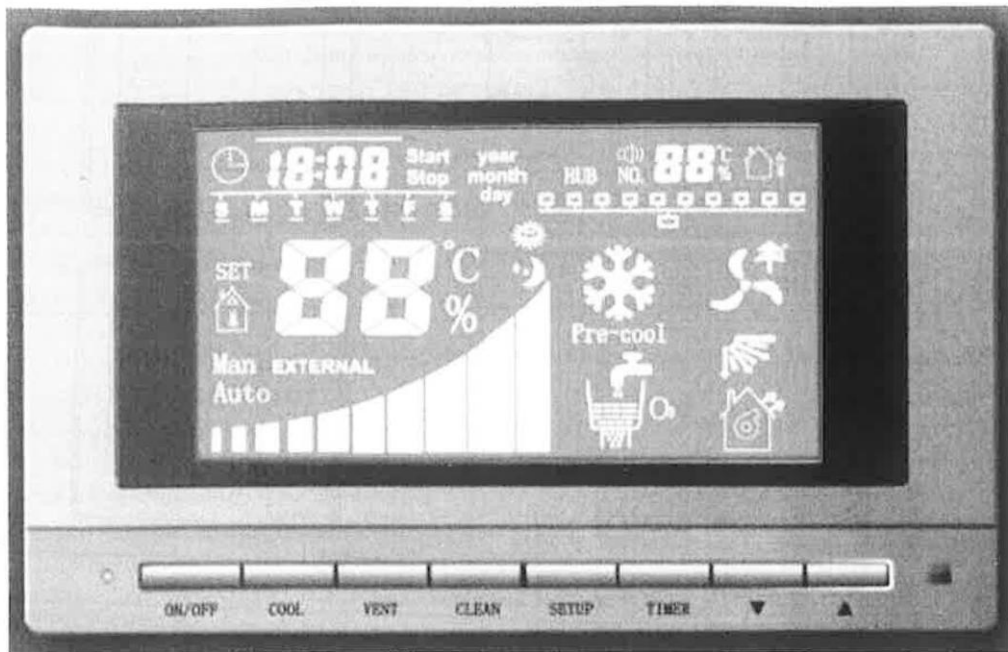 18:08 Start Stop year month day HUB NO. 88 °C %
S M T W T F S
SET 88 °C %
Pre-cool
Man EXTERNAL
Auto
O₃
ON/OFF COOL VENT CLEAN SETUP TIMER ▼ ▲